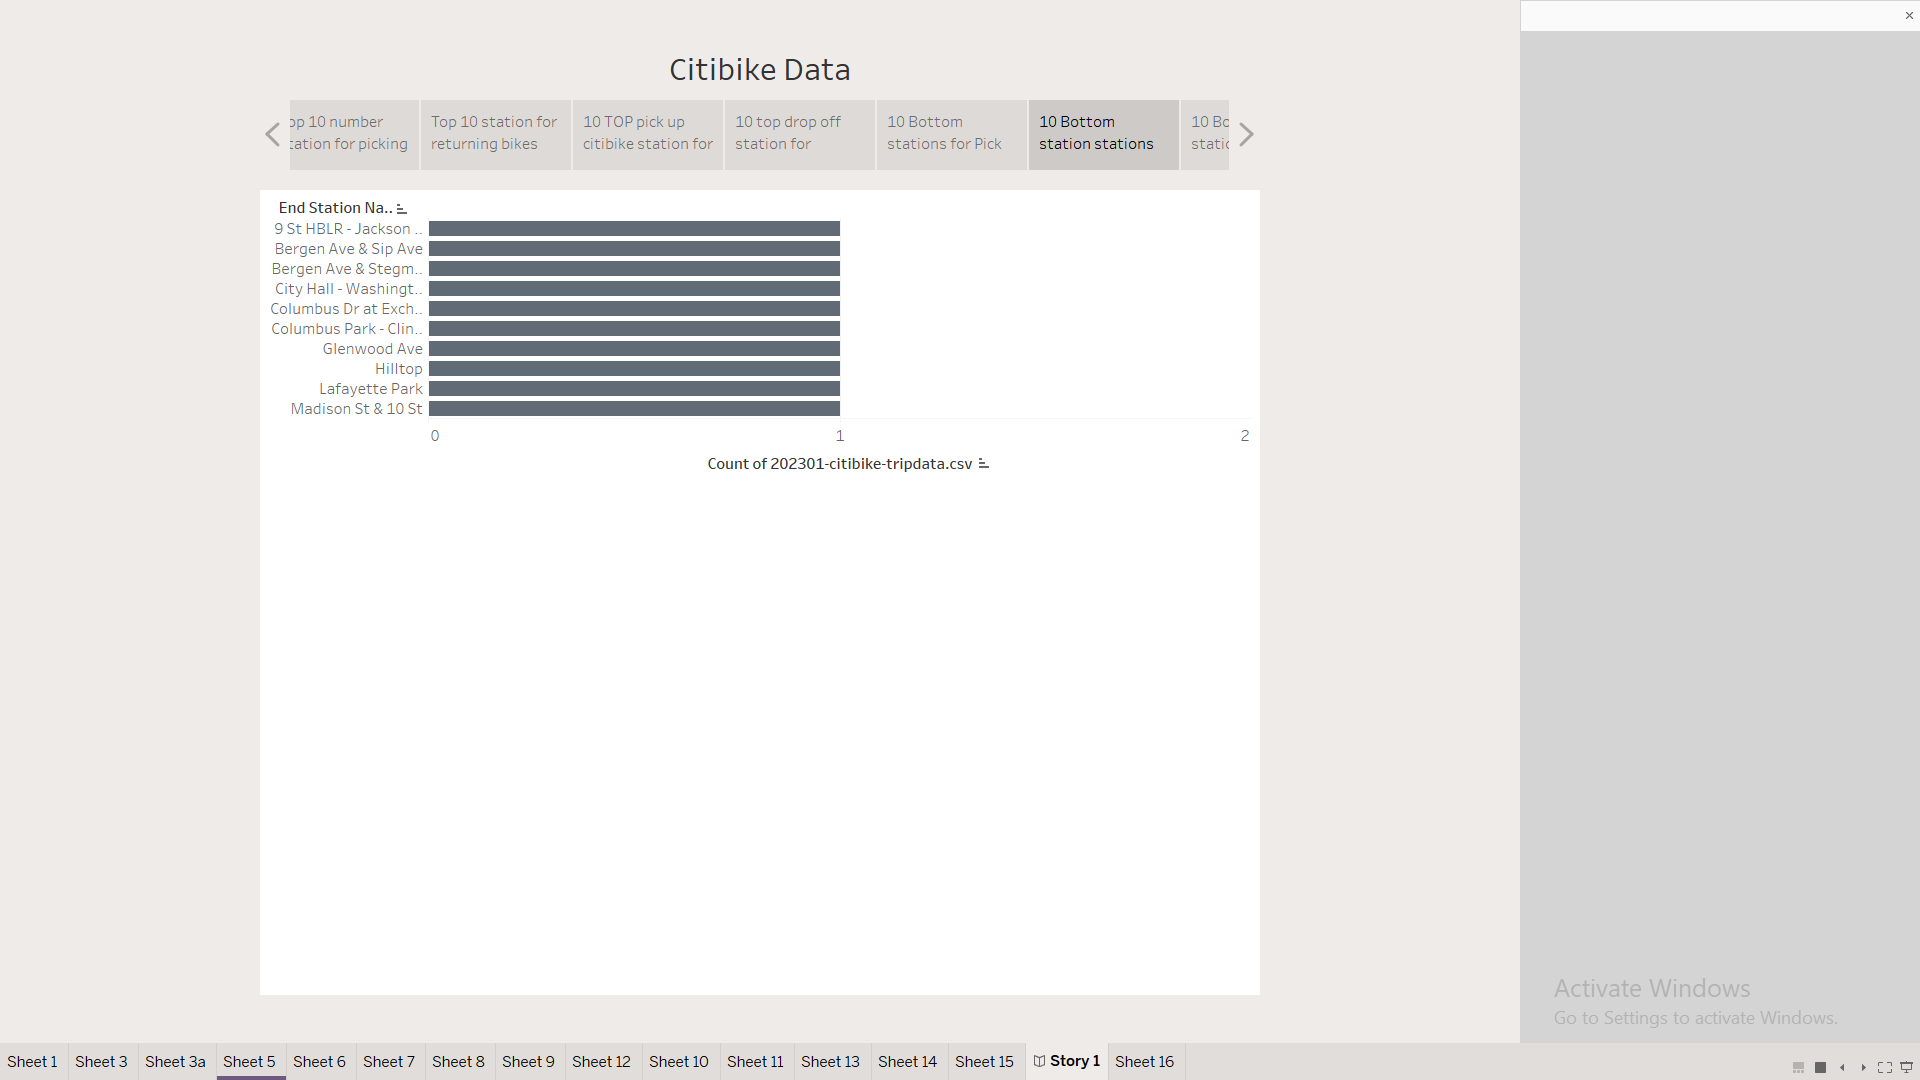 Citibike Data
op 10 number
tation for picking
Top 10 station for
returning bikes
10 TOP pick up
citibike station for
10 top drop off
station for
10 Bottom
stations for Pick
10 Bottom
station stations
10 Bo
static
End Station Na..
9 St HBLR - Jackson ..
Bergen Ave & Sip Ave
Bergen Ave & Stegm..
City Hall - Washingt..
Columbus Dr at Exch..
Columbus Park - Clin..
Glenwood Ave
Hilltop
Lafayette Park
Madison St & 10 St
0 1 2
Count of 202301-citibike-tripdata.csv
Activate Windows
Go to Settings to activate Windows.
Sheet 1 Sheet 3 Sheet 3a Sheet 5 Sheet 6 Sheet 7 Sheet 8 Sheet 9 Sheet 12 Sheet 10 Sheet 11 Sheet 13 Sheet 14 Sheet 15 Story 1 Sheet 16